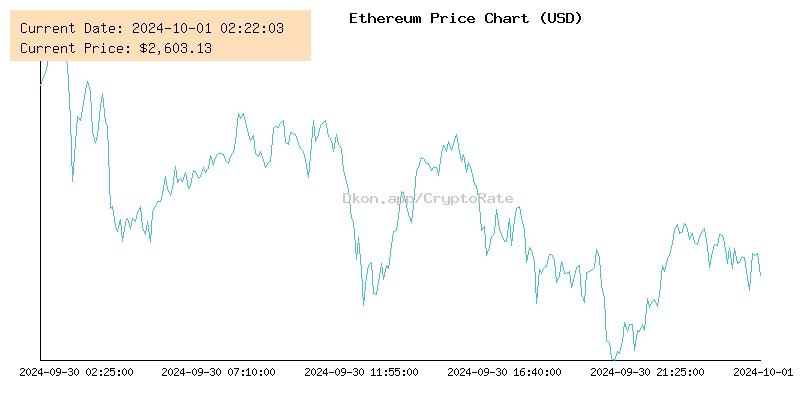 Ethereum Price Chart (USD)
Current Date: 2024-10-01 02:22:03
Current Price: $2,603.13
Dkon.app/CryptoRate
2024-09-30 02:25:00 2024-09-30 07:10:00 2024-09-30 11:55:00 2024-09-30 16:40:00 2024-09-30 21:25:00 2024-10-01